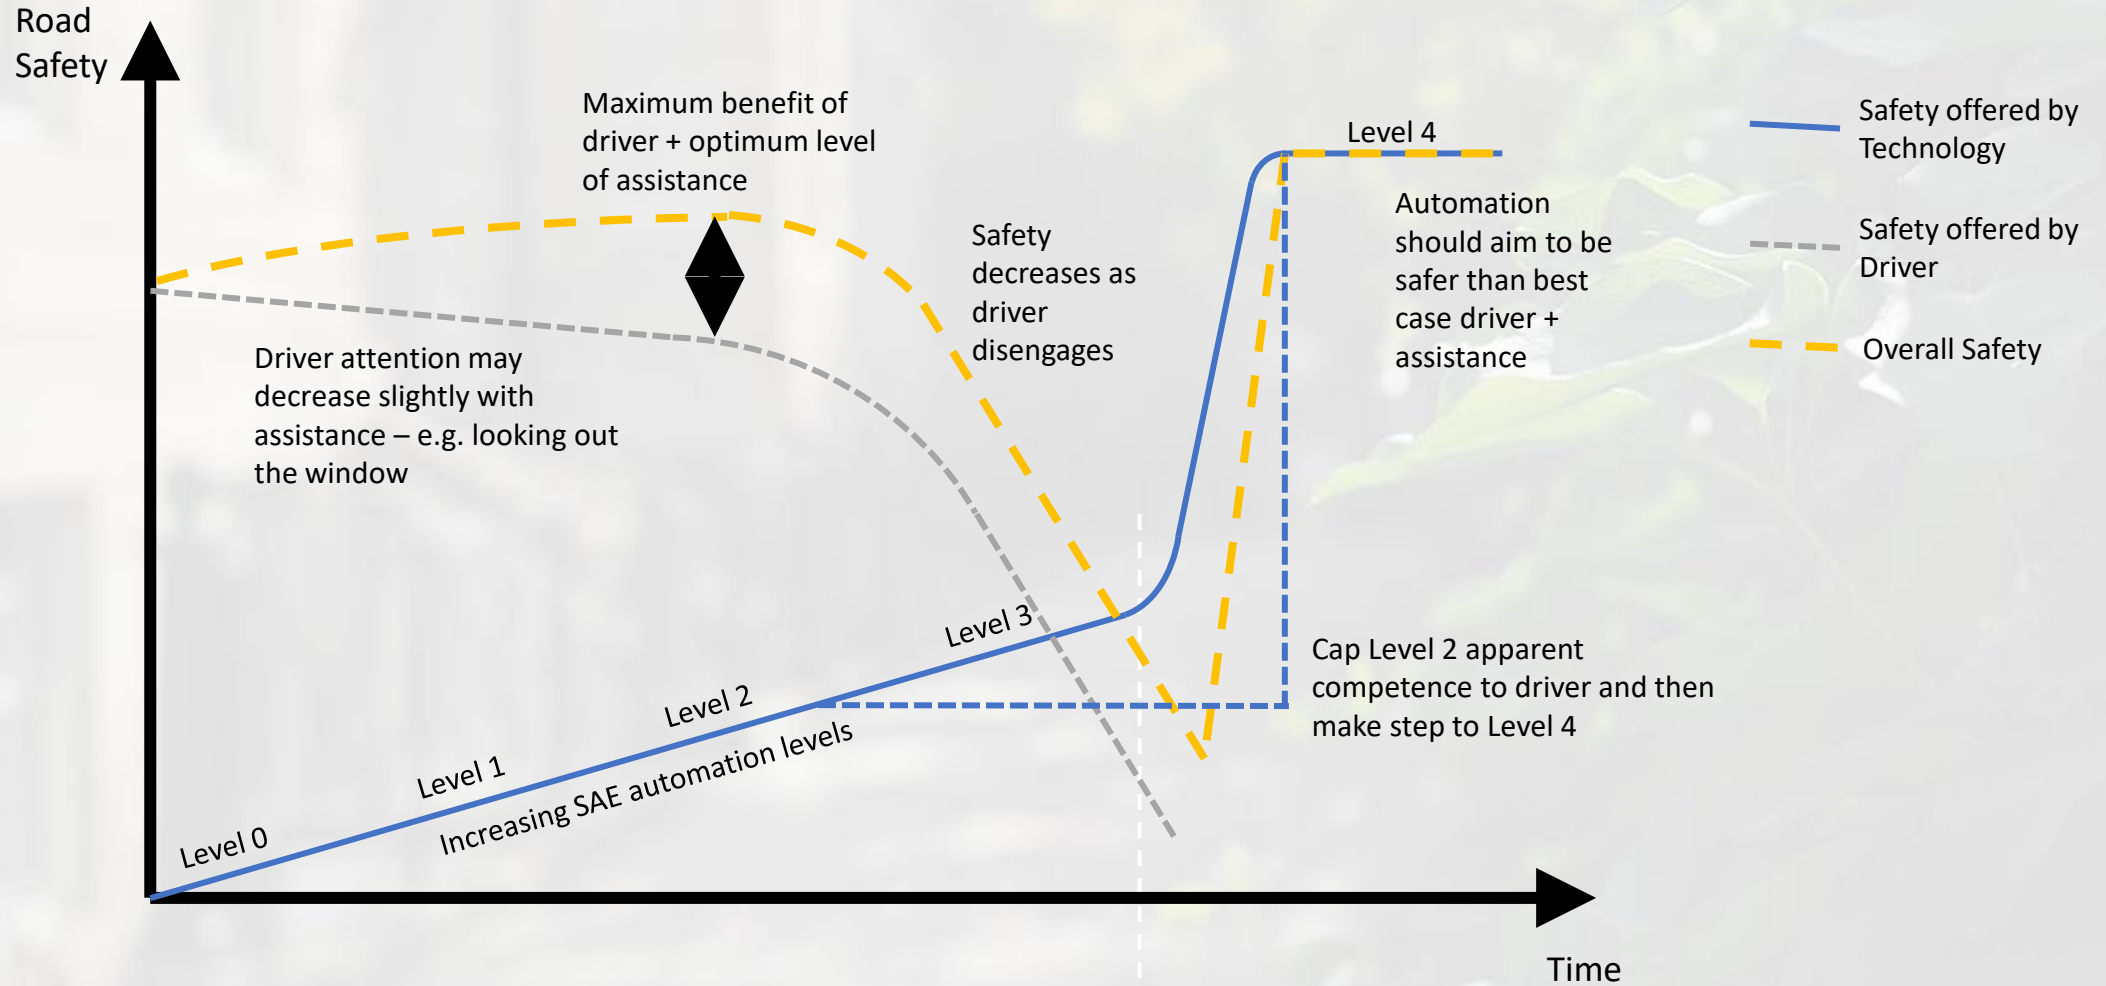 Road
Safety
Maximum benefit of
driver + optimum level
of assistance
Level 4
Safety offered by
Technology
Automation
should aim to be
safer than best
case driver +
assistance
Safety
decreases as
driver
disengages
Safety offered by
Driver
Overall Safety
Driver attention may
decrease slightly with
assistance – e.g. looking out
the window
Level 3
Level 2
Level 1
Level 0
Increasing SAE automation levels
Cap Level 2 apparent
competence to driver and then
make step to Level 4
Time